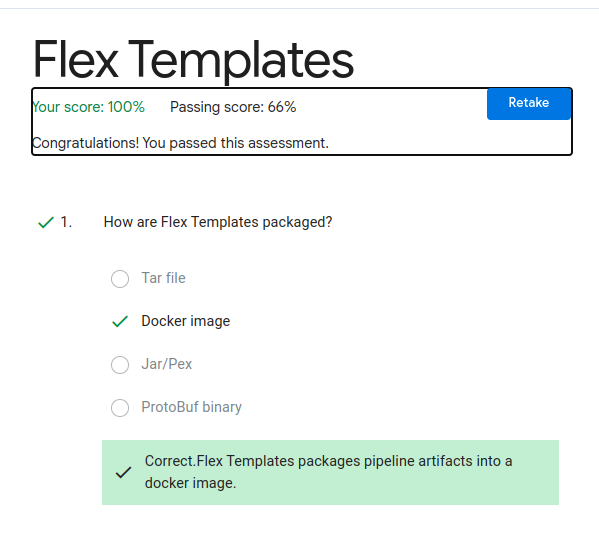 Flex Templates
Your score: 100% Passing score: 66% Retake
Congratulations! You passed this assessment.
1. How are Flex Templates packaged?
Tar file
Docker image
Jar/Pex
ProtoBuf binary
Correct.Flex Templates packages pipeline artifacts into a
docker image.